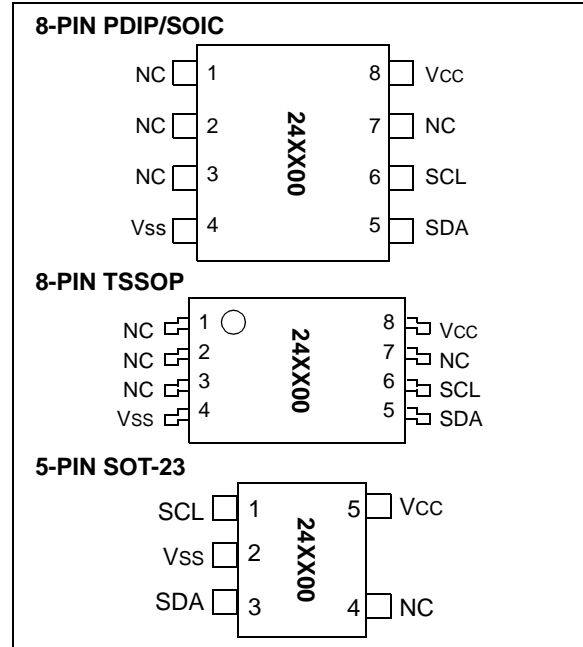 8-PIN PDIP/SOIC
NC 1 8 VCC
NC 2 7 NC
24XX00
NC 3 6 SCL
VSS 4 5 SDA
8-PIN TSSOP
NC 1 8 VCC
NC 2 7 NC
24XX00
NC 3 6 SCL
VSS 4 5 SDA
5-PIN SOT-23
SCL 1 5 VCC
VSS 2
24XX00
SDA 3 4 NC